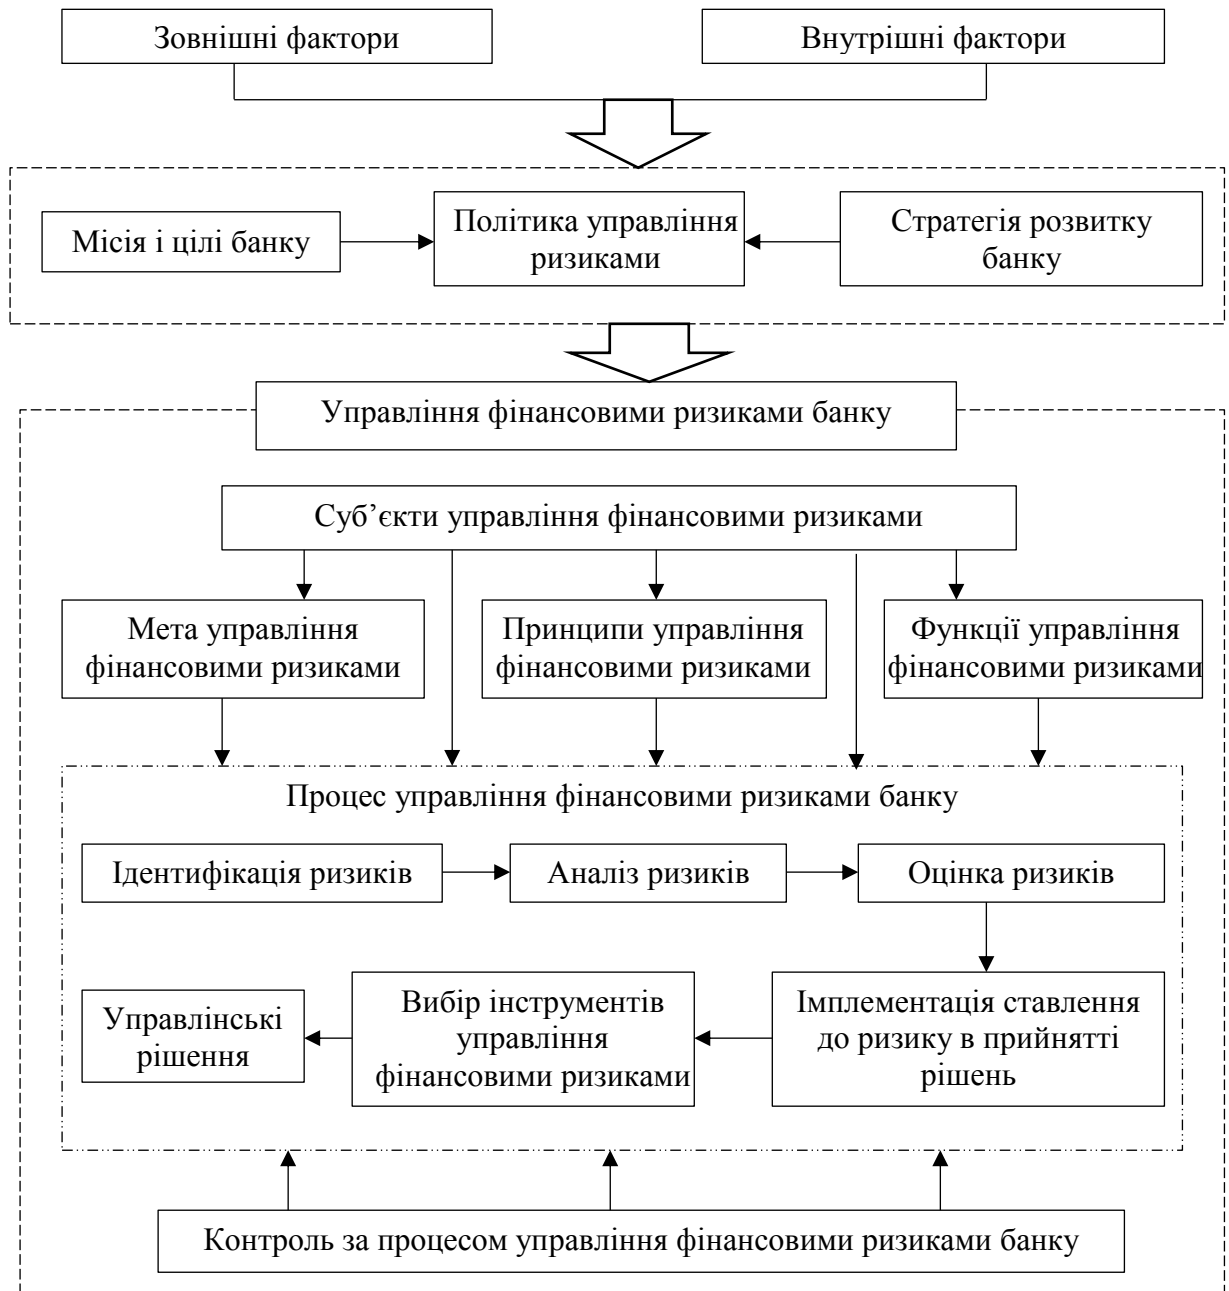 Зовнішні фактори
Внутрішні фактори
Місія і цілі банку
Політика управління
ризиками
Стратегія розвитку
банку
Управління фінансовими ризиками банку
Суб’єкти управління фінансовими ризиками
Мета управління
фінансовими ризиками
Принципи управління
фінансовими ризиками
Функції управління
фінансовими ризиками
Процес управління фінансовими ризиками банку
Ідентифікація ризиків
Аналіз ризиків
Оцінка ризиків
Управлінські
рішення
Вибір інструментів
управління
фінансовими ризиками
Імплементація ставлення
до ризику в прийнятті
рішень
Контроль за процесом управління фінансовими ризиками банку